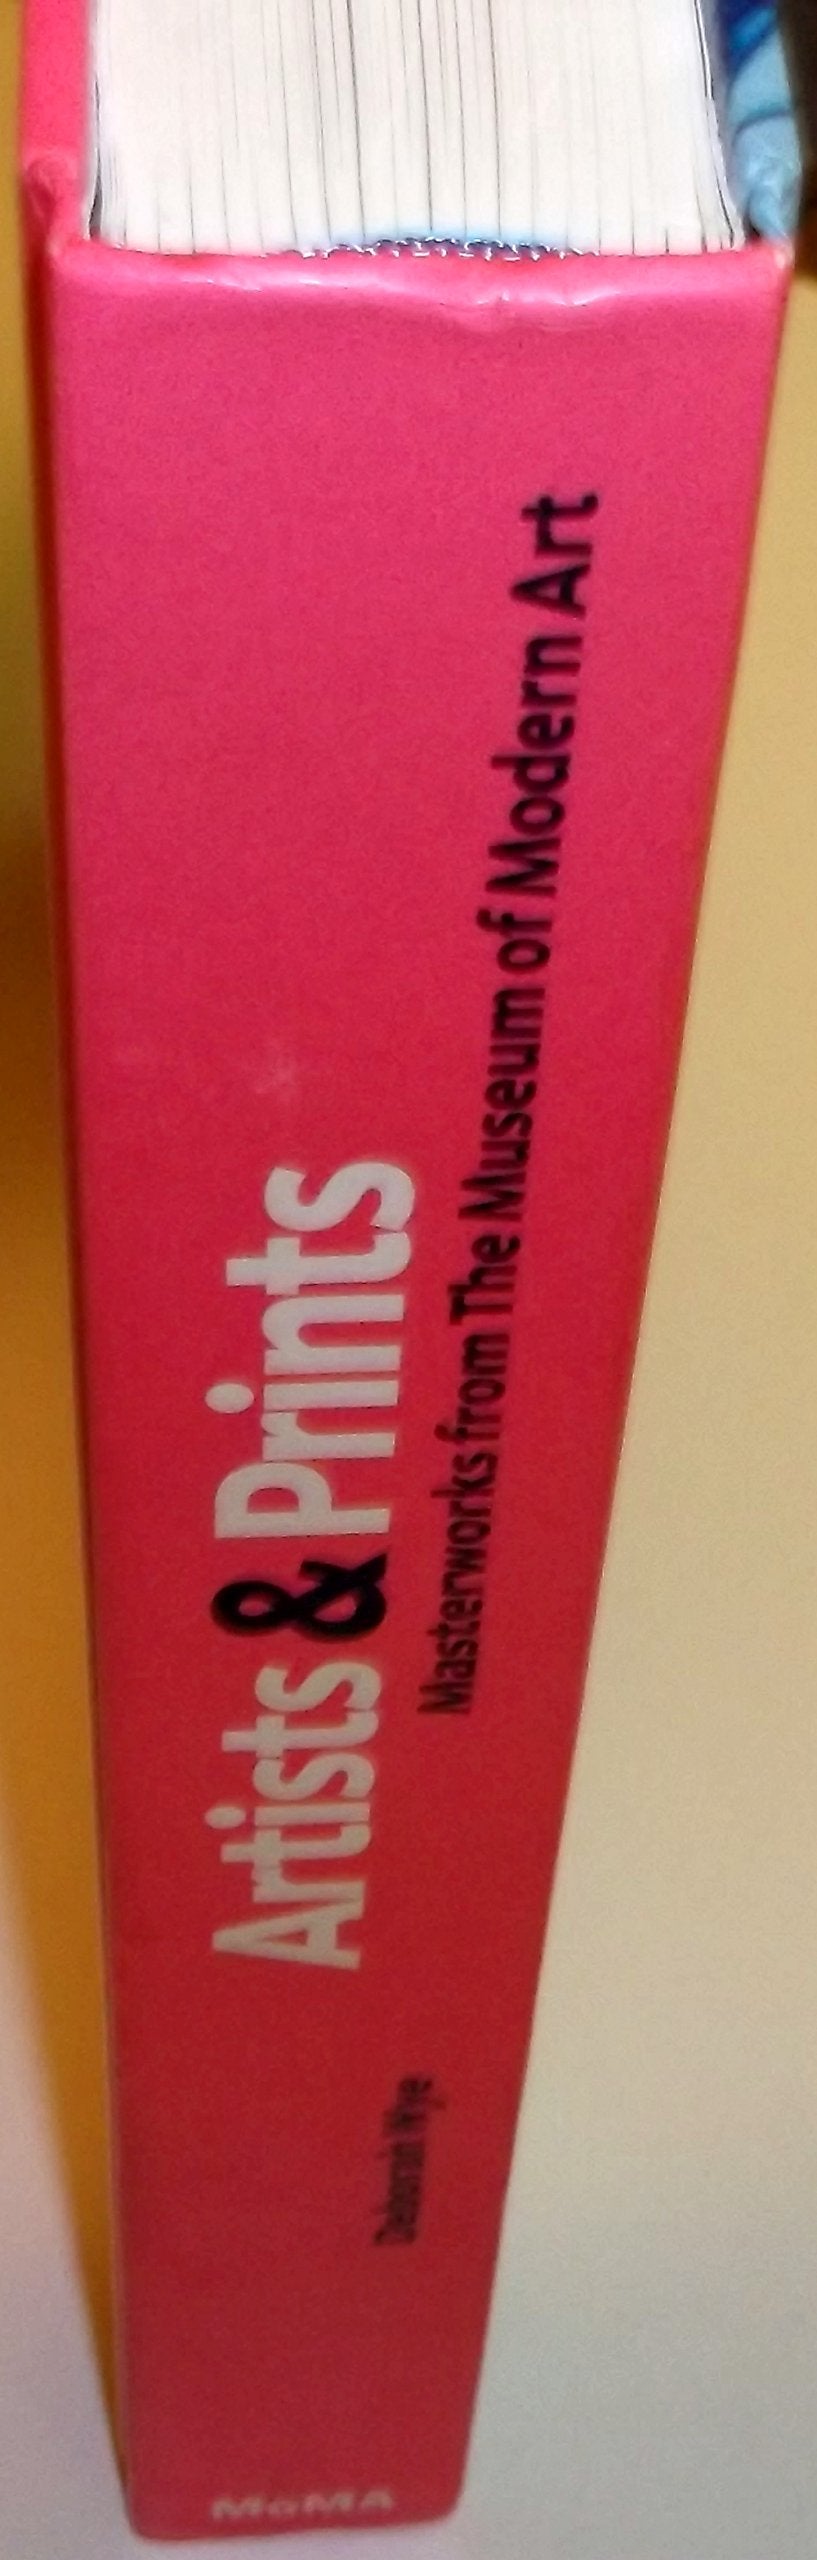 Deborah Wye
Artists & Prints
Masterworks from The Museum of Modern Art
MoMA